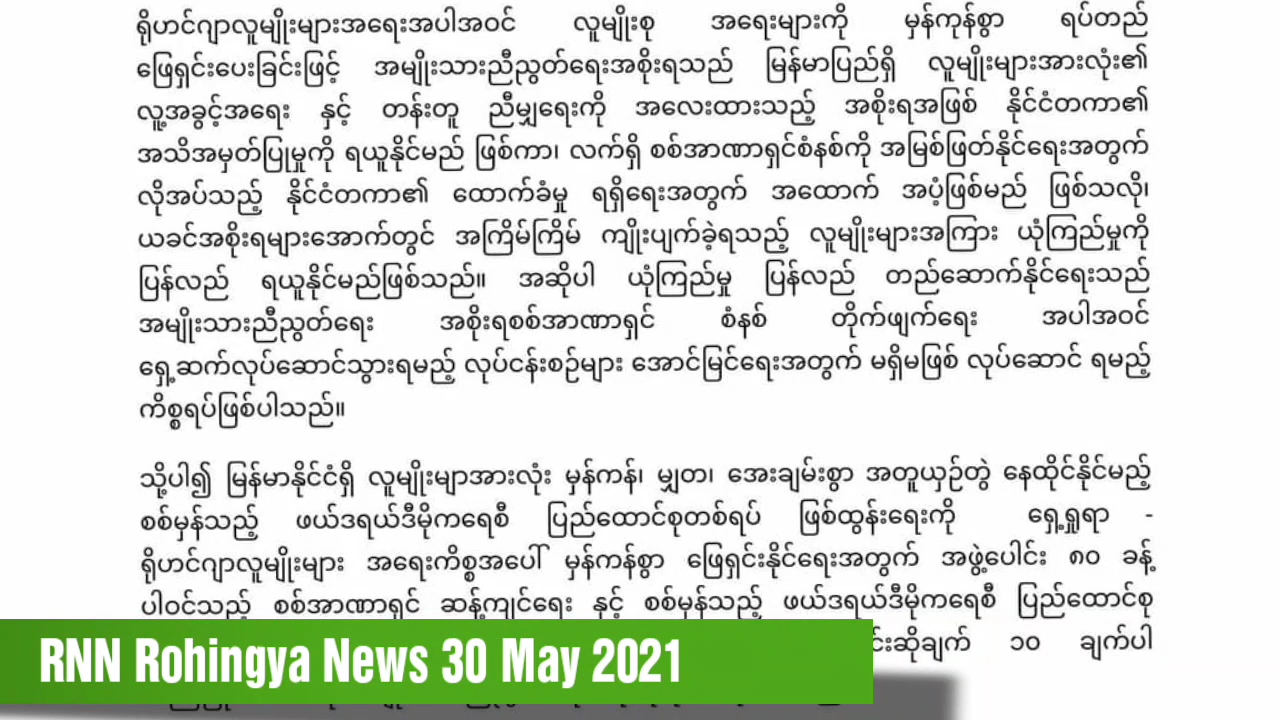 ရိုဟင်ဂျာလူမျိုးများအရေးအပါအဝင် လူမျိုးစု အရေးများကို မှန်ကုန်စွာ ရပ်တည်
ဖြေရှင်းပေးခြင်းဖြင့် အမျိုးသားညီညွတ်ရေးအစိုးရသည် မြန်မာပြည်ရှိ လူမျိုးများအားလုံး၏
လူ့အခွင့်အရေး နှင့် တန်းတူ ညီမျှရေးကို အလေးထားသည့် အစိုးရအဖြစ် နိုင်ငံတကာ၏
အသိအမှတ်ပြုမှုကို ရယူနိုင်မည် ဖြစ်ကာ၊ လက်ရှိ စစ်အာဏာရှင်စံနစ်ကို အမြစ်ဖြတ်နိုင်ရေးအတွက်
လိုအပ်သည့် နိုင်ငံတကာ၏ ထောက်ခံမှု ရရှိရေးအတွက် အထောက် အပံ့ဖြစ်မည် ဖြစ်သလို၊
ယခင်အစိုးရများအောက်တွင် အကြိမ်ကြိမ် ကျိုးပျက်ခဲ့ရသည့် လူမျိုးများအကြား ယုံကြည်မှုကို
ပြန်လည် ရယူနိုင်မည်ဖြစ်သည်။ အဆိုပါ ယုံကြည်မှု ပြန်လည် တည်ဆောက်နိုင်ရေးသည်
အမျိုးသားညီညွတ်ရေး အစိုးရစစ်အာဏာရှင် စံနစ် တိုက်ဖျက်ရေး အပါအဝင်
ရှေ့ဆက်လုပ်ဆောင်သွားရမည့် လုပ်ငန်းစဉ်များ အောင်မြင်ရေးအတွက် မရှိမဖြစ် လုပ်ဆောင် ရမည့်
ကိစ္စရပ်ဖြစ်ပါသည်။
သို့ပါ၍ မြန်မာနိုင်ငံရှိ လူမျိုးမျာအားလုံး မှန်ကန်၊ မျှတ၊ အေးချမ်းစွာ အတူယှဉ်တွဲ နေထိုင်နိုင်မည့်
စစ်မှန်သည့် ဖယ်ဒရယ်ဒီမိုကရေစီ ပြည်ထောင်စုတစ်ရပ် ဖြစ်ထွန်းရေးကို ရှေ့ရှုရာ -
ရိုဟင်ဂျာလူမျိုးများ အရေးကိစ္စအပေါ် မှန်ကန်စွာ ဖြေရှင်းနိုင်ရေးအတွက် အဖွဲ့ပေါင်း ၈၀ ခန့်
ပါဝင်သည့် စစ်အာဏာရှင် ဆန့်ကျင်ရေး နှင့် စစ်မှန်သည့် ဖယ်ဒရယ်ဒီမိုကရေစီ ပြည်ထောင်စု
၁၀ ချက်ပါ
RNN Rohingya News 30 May 2021